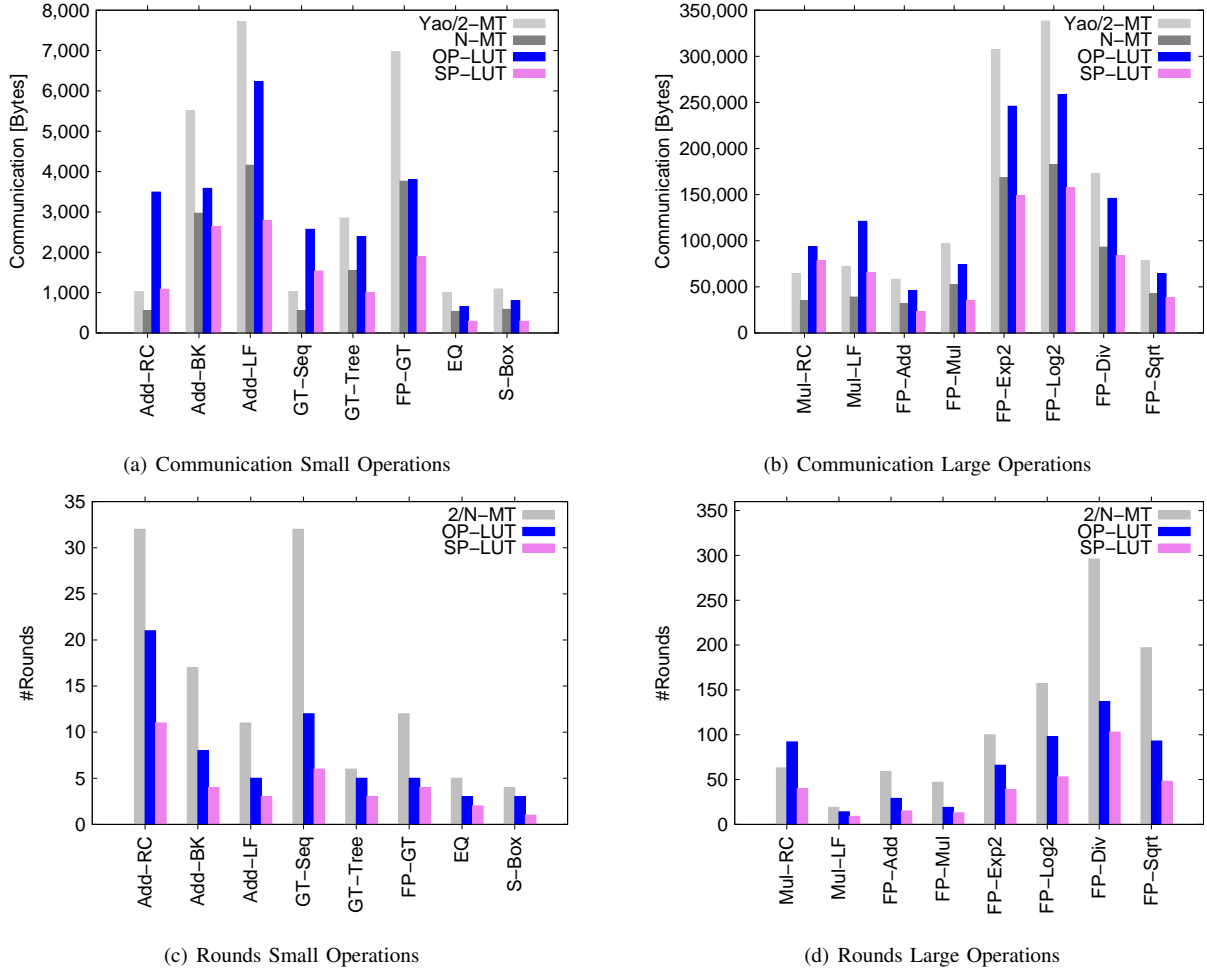 8,000
7,000
6,000
5,000
4,000
3,000
2,000
1,000
0
Communication [Bytes]
Yao/2−MT
N−MT
OP−LUT
SP−LUT
Add−RC
Add−BK
Add−LF
GT−Seq
GT−Tree
FP−GT
EQ
S−Box
(a) Communication Small Operations
350,000
300,000
250,000
200,000
150,000
100,000
50,000
0
Communication [Bytes]
Yao/2−MT
N−MT
OP−LUT
SP−LUT
Mul−RC
Mul−LF
FP−Add
FP−Mul
FP−Exp2
FP−Log2
FP−Div
FP−Sqrt
(b) Communication Large Operations
35
30
25
20
15
10
5
0
#Rounds
2/N−MT
OP−LUT
SP−LUT
Add−RC
Add−BK
Add−LF
GT−Seq
GT−Tree
FP−GT
EQ
S−Box
(c) Rounds Small Operations
350
300
250
200
150
100
50
0
#Rounds
2/N−MT
OP−LUT
SP−LUT
Mul−RC
Mul−LF
FP−Add
FP−Mul
FP−Exp2
FP−Log2
FP−Div
FP−Sqrt
(d) Rounds Large Operations